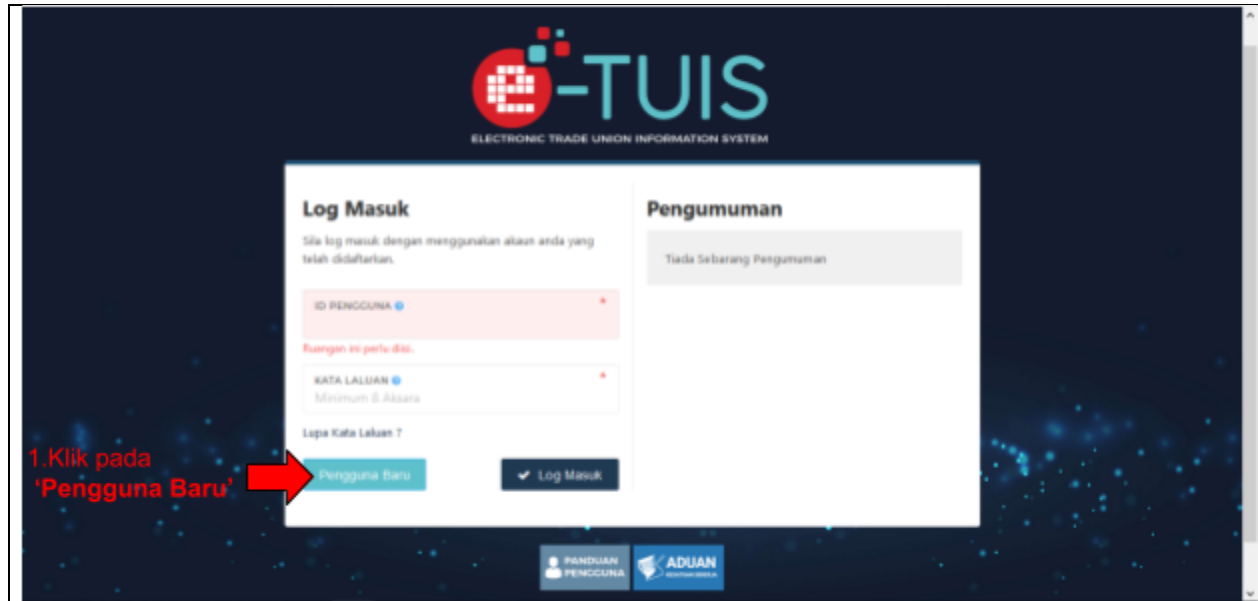 e-TUIS
ELECTRONIC TRADE UNION INFORMATION SYSTEM
Log Masuk
Sila log masuk dengan menggunakan akaun anda yang
telah didaftarkan.
ID PENGGUNA
Ruangan ini perlu diisi.
KATA LALUAN
Minimum 8 Aksara
Lupa Kata Laluan ?
Pengguna Baru
Log Masuk
Pengumuman
Tiada Sebarang Pengumuman
1.Klik pada
‘Pengguna Baru’
PANDUAN
PENGGUNA
ADUAN